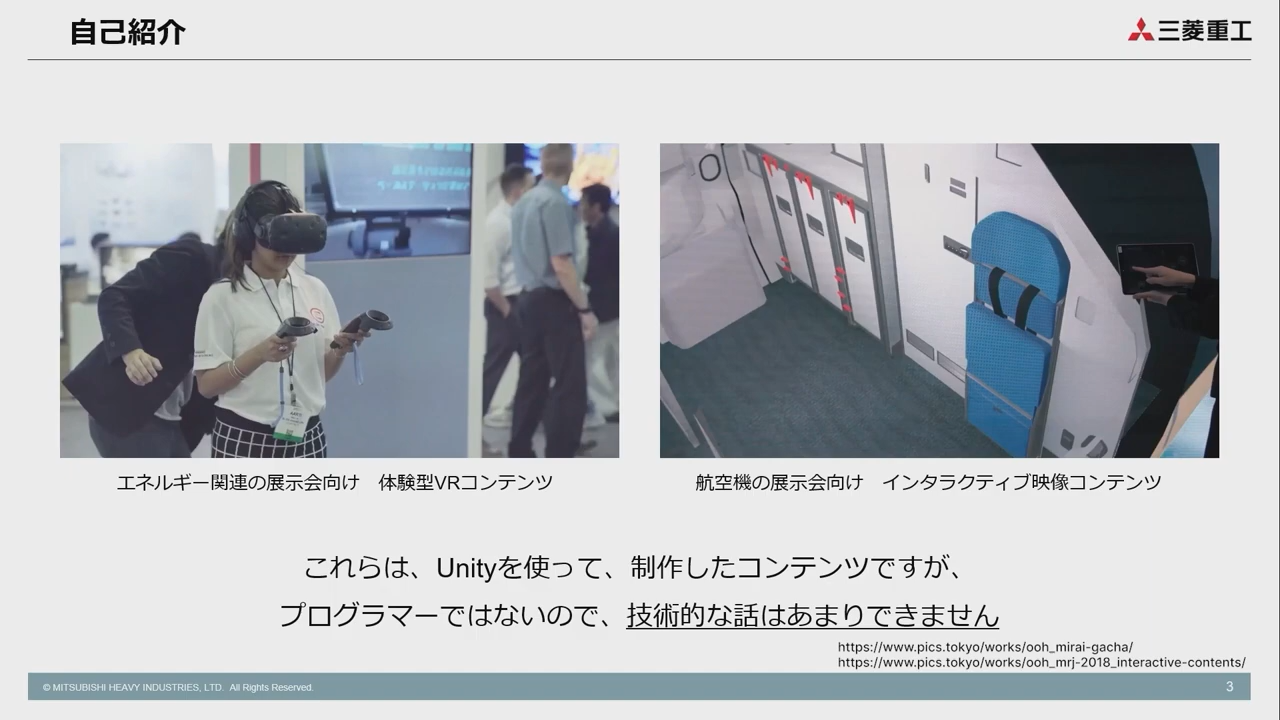 自己紹介
三菱重工
エネルギー関連の展示会向け　体験型VRコンテンツ
航空機の展示会向け　インタラクティブ映像コンテンツ
これらは、Unityを使って、制作したコンテンツですが、
プログラマーではないので、技術的な話はあまりできません
https://www.pics.tokyo/works/ooh_mirai-gacha/
https://www.pics.tokyo/works/ooh_mrj-2018_interactive-contents/
© MITSUBISHI HEAVY INDUSTRIES, LTD. All Rights Reserved.
3